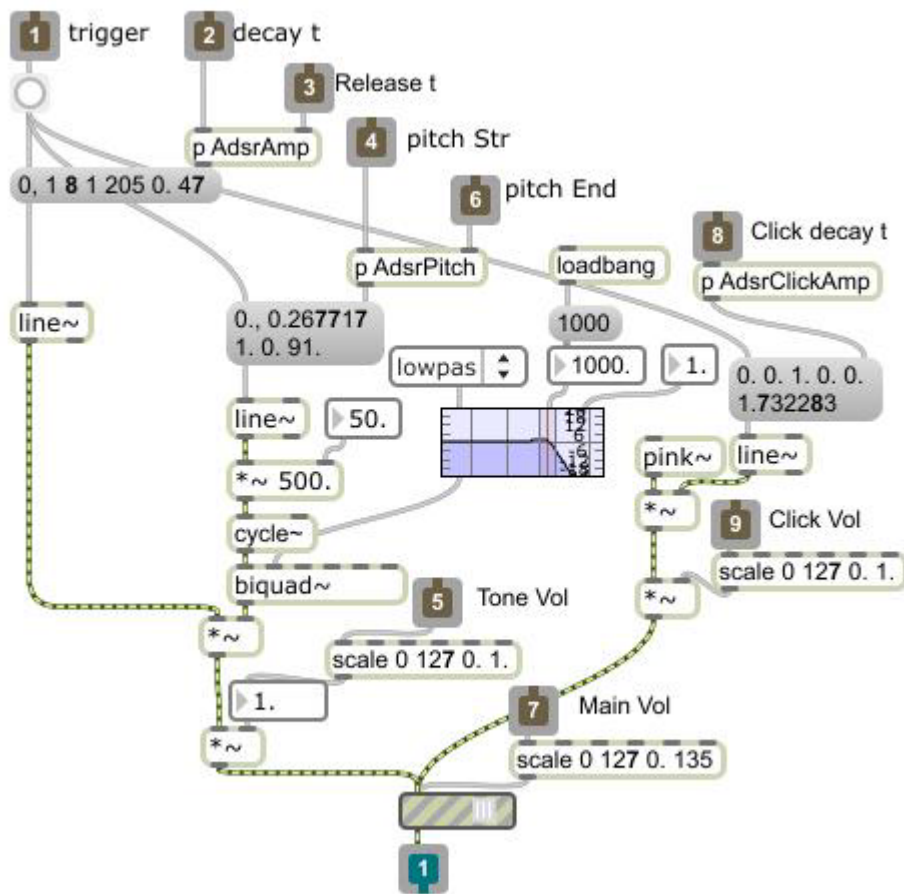 1 trigger
2 decay t
3 Release t
p AdsrAmp
4 pitch Str
0, 1 8 1 205 0. 47
6 pitch End
8 Click decay t
p AdsrPitch
loadbang
p AdsrClickAmp
line~
0., 0.267717
1. 0. 91.
1000
lowpas
1000.
1.
0. 0. 1. 0. 0.
1.732283
line~
50.
pink~
line~
*~ 500.
*~
cycle~
9 Click Vol
biquad~
scale 0 127 0. 1.
5 Tone Vol
*~
*~
scale 0 127 0. 1.
1.
7 Main Vol
*~
scale 0 127 0. 135
1